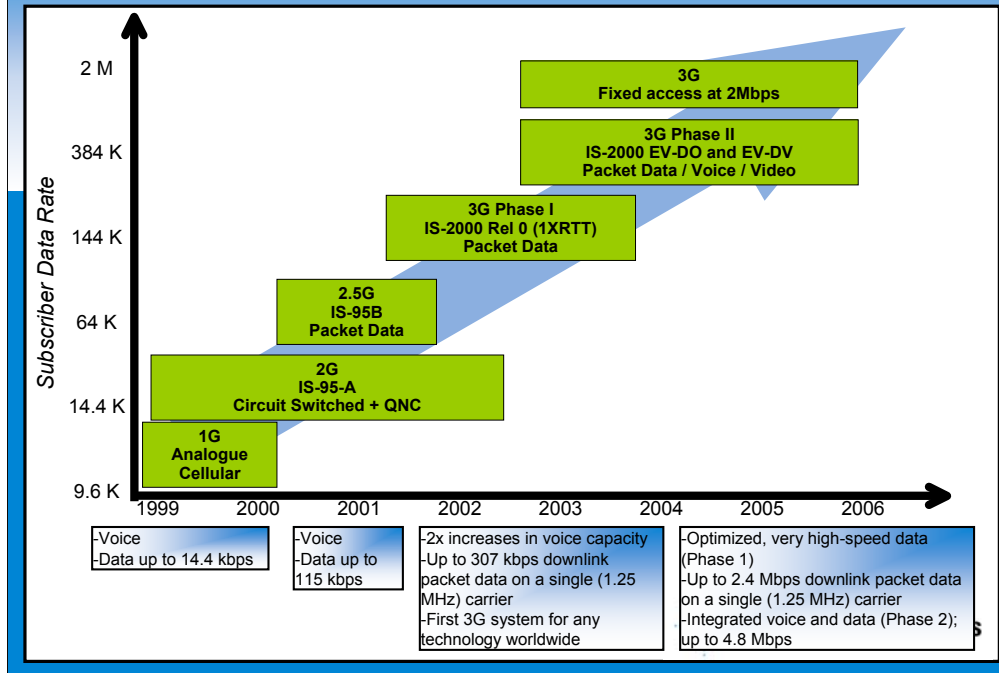 Subscriber Data Rate
2 M
384 K
144 K
64 K
14.4 K
9.6 K
3G
Fixed access at 2Mbps
3G Phase II
IS-2000 EV-DO and EV-DV
Packet Data / Voice / Video
3G Phase I
IS-2000 Rel 0 (1XRTT)
Packet Data
2.5G
IS-95B
Packet Data
2G
IS-95-A
Circuit Switched + QNC
1G
Analogue
Cellular
1999 2000 2001 2002 2003 2004 2005 2006
-Voice
-Data up to 14.4 kbps
-Voice
-Data up to
115 kbps
-2x increases in voice capacity
-Up to 307 kbps downlink
packet data on a single (1.25
MHz) carrier
-First 3G system for any
technology worldwide
-Optimized, very high-speed data
(Phase 1)
-Up to 2.4 Mbps downlink packet data
on a single (1.25 MHz) carrier
-Integrated voice and data (Phase 2);
up to 4.8 Mbps